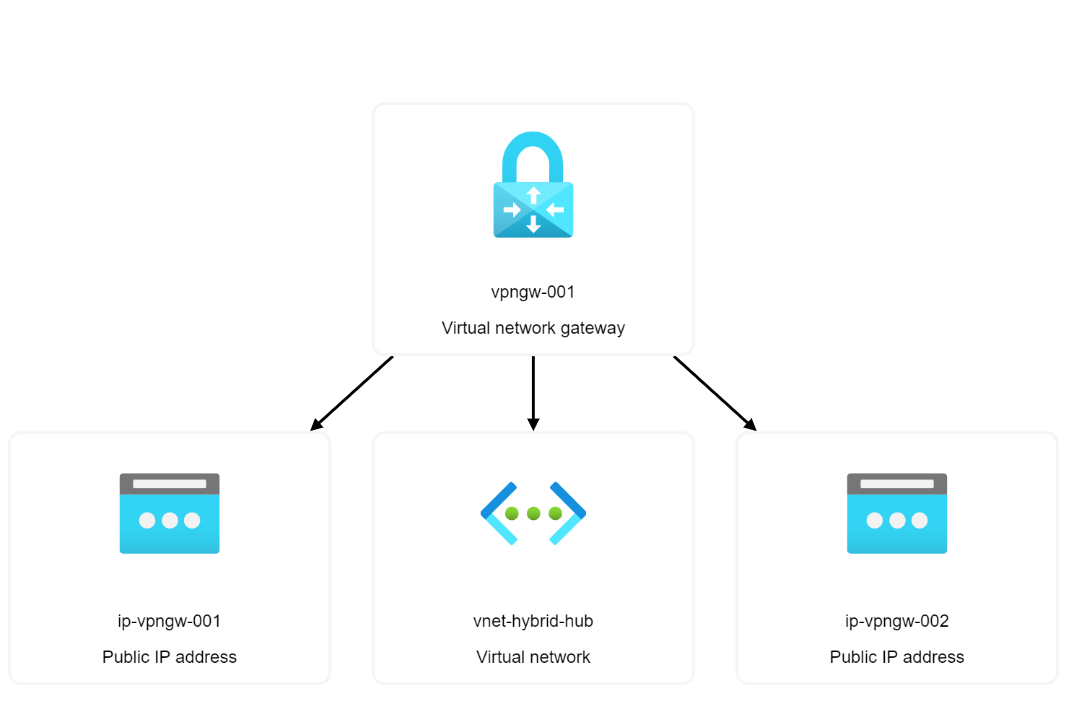 vpngw-001
Virtual network gateway
ip-vpngw-001
Public IP address
vnet-hybrid-hub
Virtual network
ip-vpngw-002
Public IP address